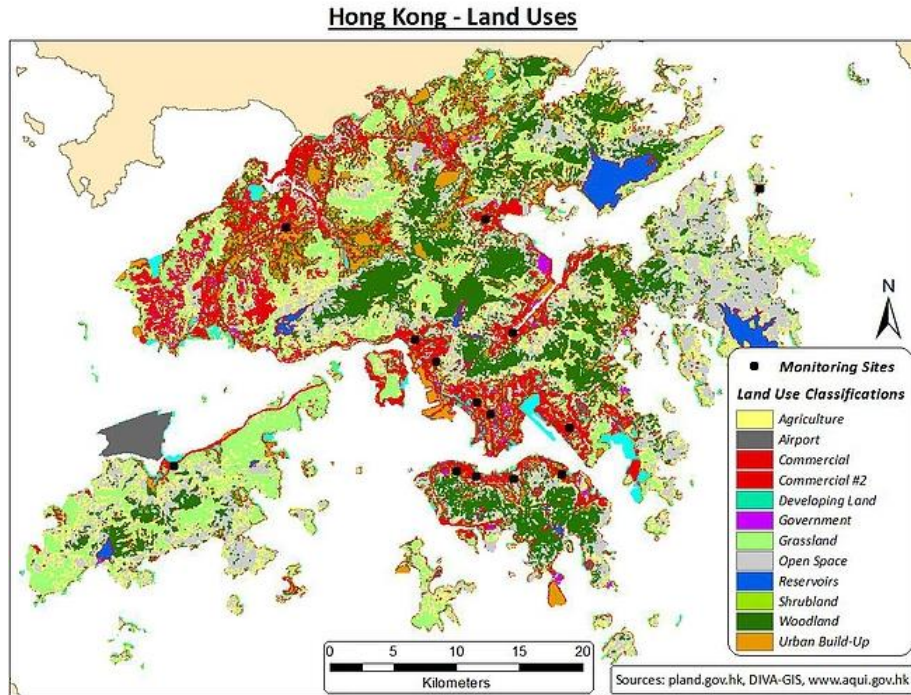 Hong Kong - Land Uses
N
Monitoring Sites
Land Use Classifications
Agriculture
Airport
Commercial
Commercial #2
Developing Land
Government
Grassland
Open Space
Reservoirs
Shrubland
Woodland
Urban Build-Up
0 5 10 20
Kilometers
Sources: pland.gov.hk, DIVA-GIS, www.aqui.gov.hk